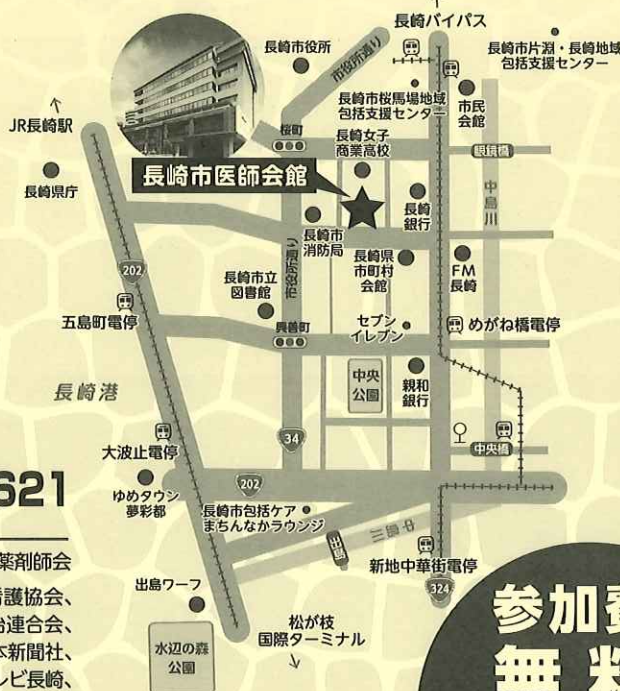 長崎バイパス
長崎市役所
市役所通り
長崎市片淵・長崎地域
包括支援センター
JR長崎駅
長崎市桜馬場地域
包括支援センター
市民
会館
桜町
長崎女子
商業高校
眼鏡橋
長崎県庁
長崎市医師会館
長崎
銀行
中島川
長崎市
消防局
長崎県
市町村
会館
FM
長崎
202
市役所通り
長崎市立
図書館
五島町電停
興善町
セブン
イレブン
めがね橋電停
長崎港
中央
公園
親和
銀行
大波止電停
34
中央橋
621
ゆめタウン
夢彩都
202
長崎市包括ケア
まちんなかラウンジ
中島川
出島
新地中華街電停
324
薬剤師会
看護協会、
治連合会、
本新聞社、
レビ長崎、
出島ワーフ
松が枝
国際ターミナル
水辺の森
公園
参加費
無料